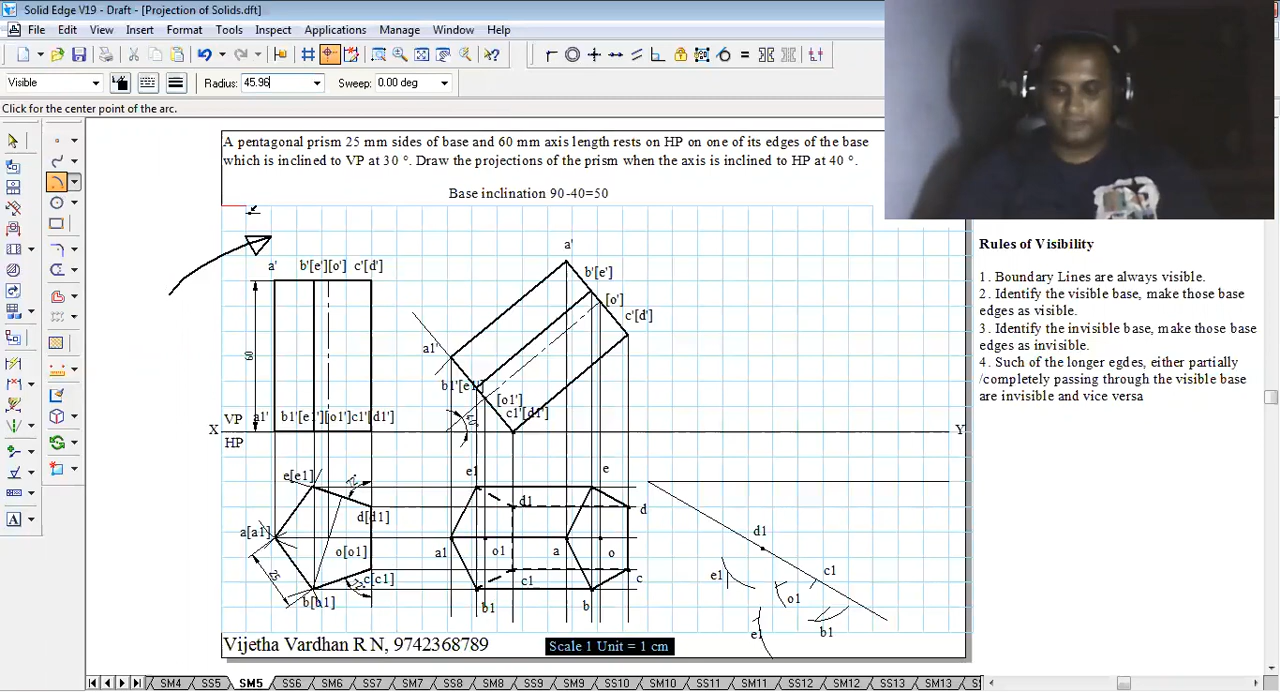 Solid Edge V19 - Draft - [Projection of Solids.dft]
File Edit View Insert Format Tools Inspect Applications Manage Window Help
Visible Radius: 45.96 Sweep: 0.00 deg
Click for the center point of the arc.
A pentagonal prism 25 mm sides of base and 60 mm axis length rests on HP on one of its edges of the base
which is inclined to VP at 30 °. Draw the projections of the prism when the axis is inclined to HP at 40 °.
Base inclination 90-40=50
a' b'[e'][o'] c'[d']
a'
b'[e']
[o']
c'[d']
60
a1'
b1'[e1']
[o1']
c1'[d1']
40
VP a1' b1'[e1'][o1']c1'[d1']
X Y
HP
e[e1]
72°
d[d1]
a[a1]
o[o1]
25
c[c1]
72°
b[b1]
e1 e
d1 d
a1 o1 a o
c1 c
b1 b
d1
e1 c1
o1
e1 b1
Vijetha Vardhan R N, 9742368789
Scale 1 Unit = 1 cm
Rules of Visibility
1. Boundary Lines are always visible.
2. Identify the visible base, make those base
edges as visible.
3. Identify the invisible base, make those base
edges as invisible.
4. Such of the longer egdes, either partially
/completely passing through the visible base
are invisible and vice versa
SM4 SS5 SM5 SS6 SM6 SS7 SM7 SS8 SM8 SS9 SM9 SS10 SM10 SS11 SM11 SS12 SM12 SS13 SM13